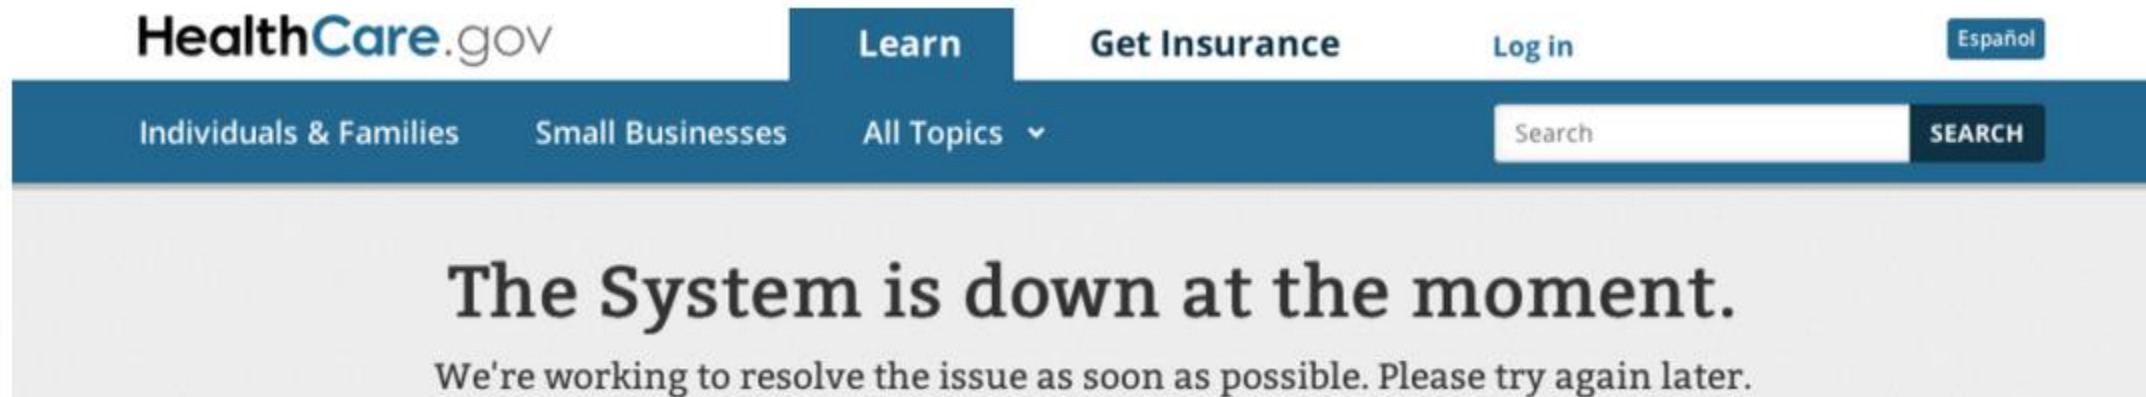 HealthCare.gov Learn Get Insurance Log in Español
Individuals & Families Small Businesses All Topics Search SEARCH
The System is down at the moment.
We're working to resolve the issue as soon as possible. Please try again later.